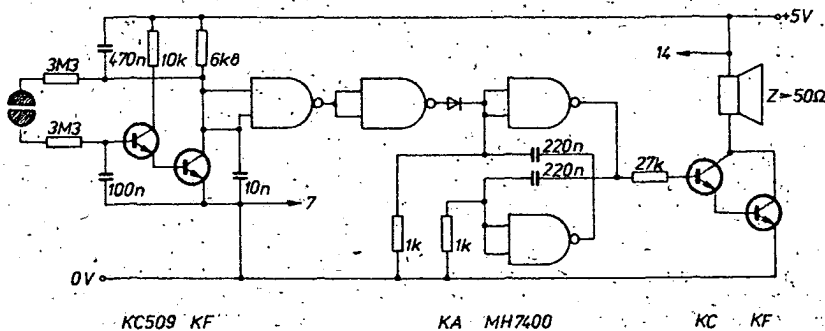 +5V
14
470n 10k 6k8
3M3
Z=50Ω
3M3
220n
220n
27k
100n
10n
7
1k
1k
0V
KC509 KF KA MH7400 KC KF